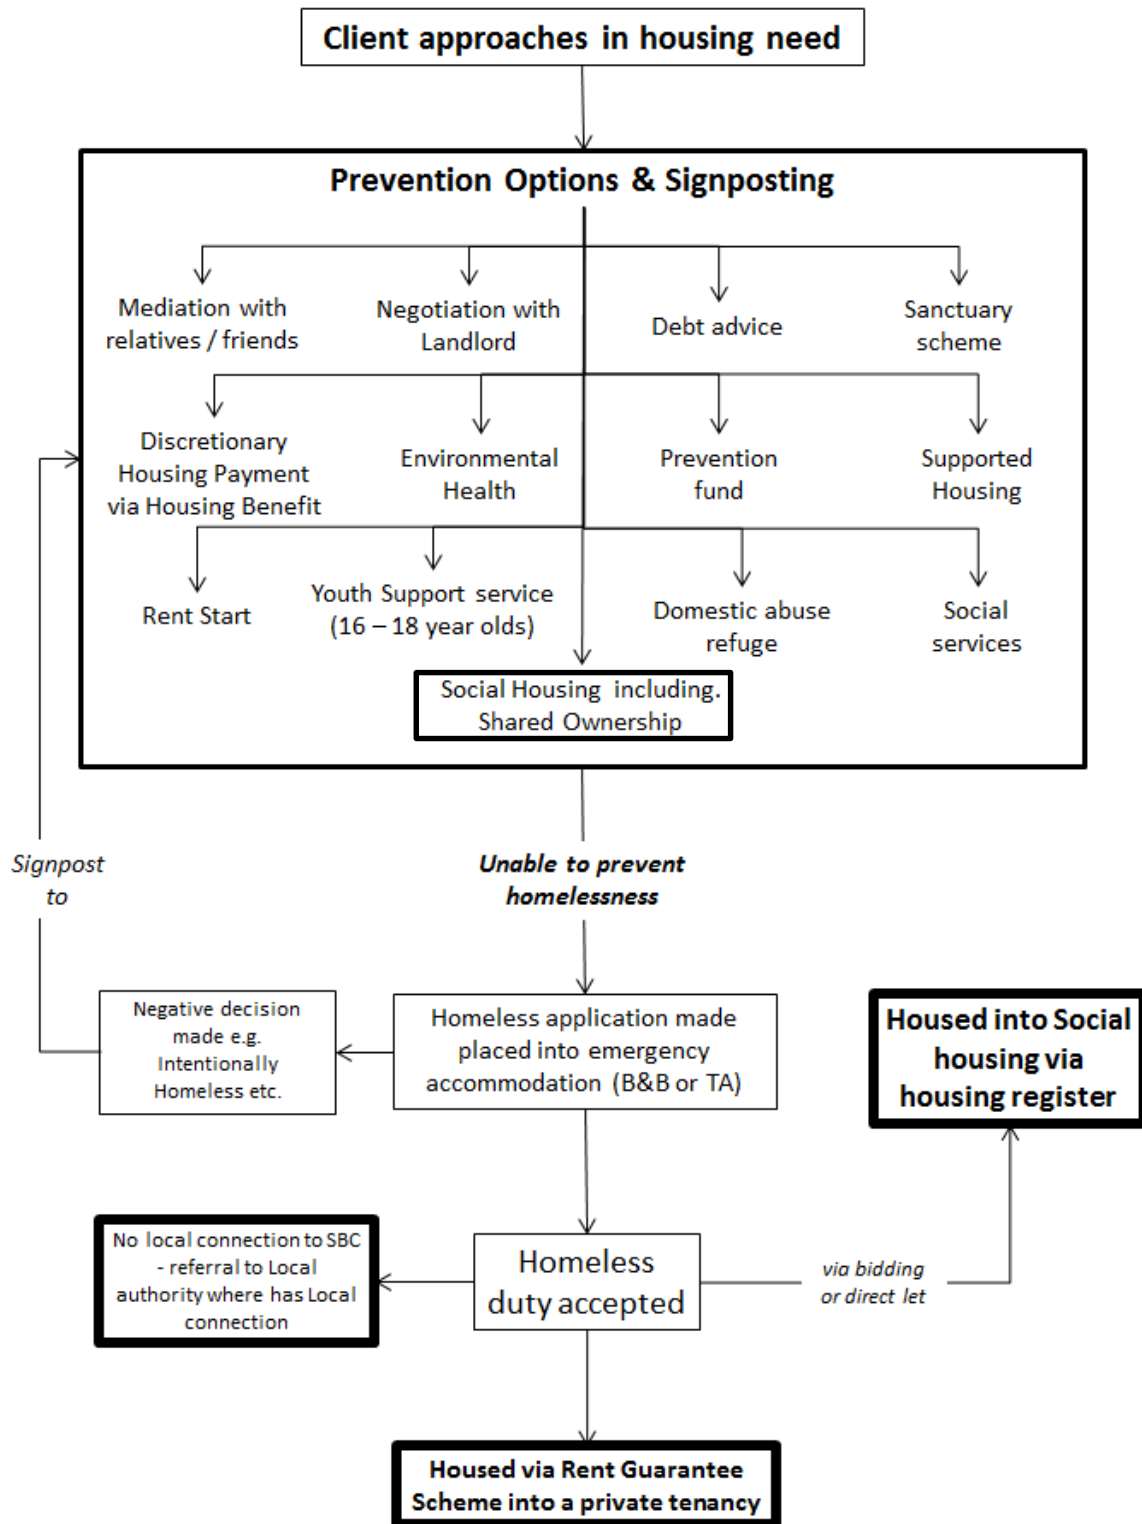 Client approaches in housing need
Prevention Options & Signposting
Mediation with
relatives / friends
Negotiation with
Landlord
Debt advice
Sanctuary
scheme
Discretionary
Housing Payment
via Housing Benefit
Environmental
Health
Prevention
fund
Supported
Housing
Rent Start
Youth Support service
(16 – 18 year olds)
Domestic abuse
refuge
Social
services
Social Housing including.
Shared Ownership
Signpost
to
Unable to prevent
homelessness
Negative decision
made e.g.
Intentionally
Homeless etc.
Homeless application made
placed into emergency
accommodation (B&B or TA)
Housed into Social
housing via
housing register
No local connection to SBC
- referral to Local
authority where has Local
connection
Homeless
duty accepted
via bidding
or direct let
Housed via Rent Guarantee
Scheme into a private tenancy